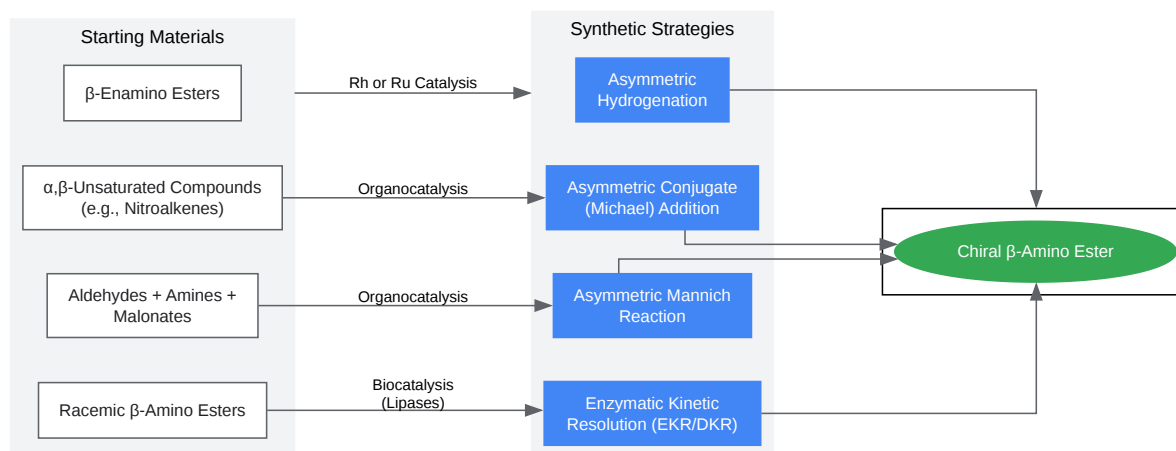 Starting Materials
Synthetic Strategies
β-Enamino Esters
Rh or Ru Catalysis
Asymmetric
Hydrogenation
α,β-Unsaturated Compounds
(e.g., Nitroalkenes)
Organocatalysis
Asymmetric Conjugate
(Michael) Addition
Chiral β-Amino Ester
Aldehydes + Amines +
Malonates
Organocatalysis
Asymmetric Mannich
Reaction
Racemic β-Amino Esters
Biocatalysis
(Lipases)
Enzymatic Kinetic
Resolution (EKR/DKR)